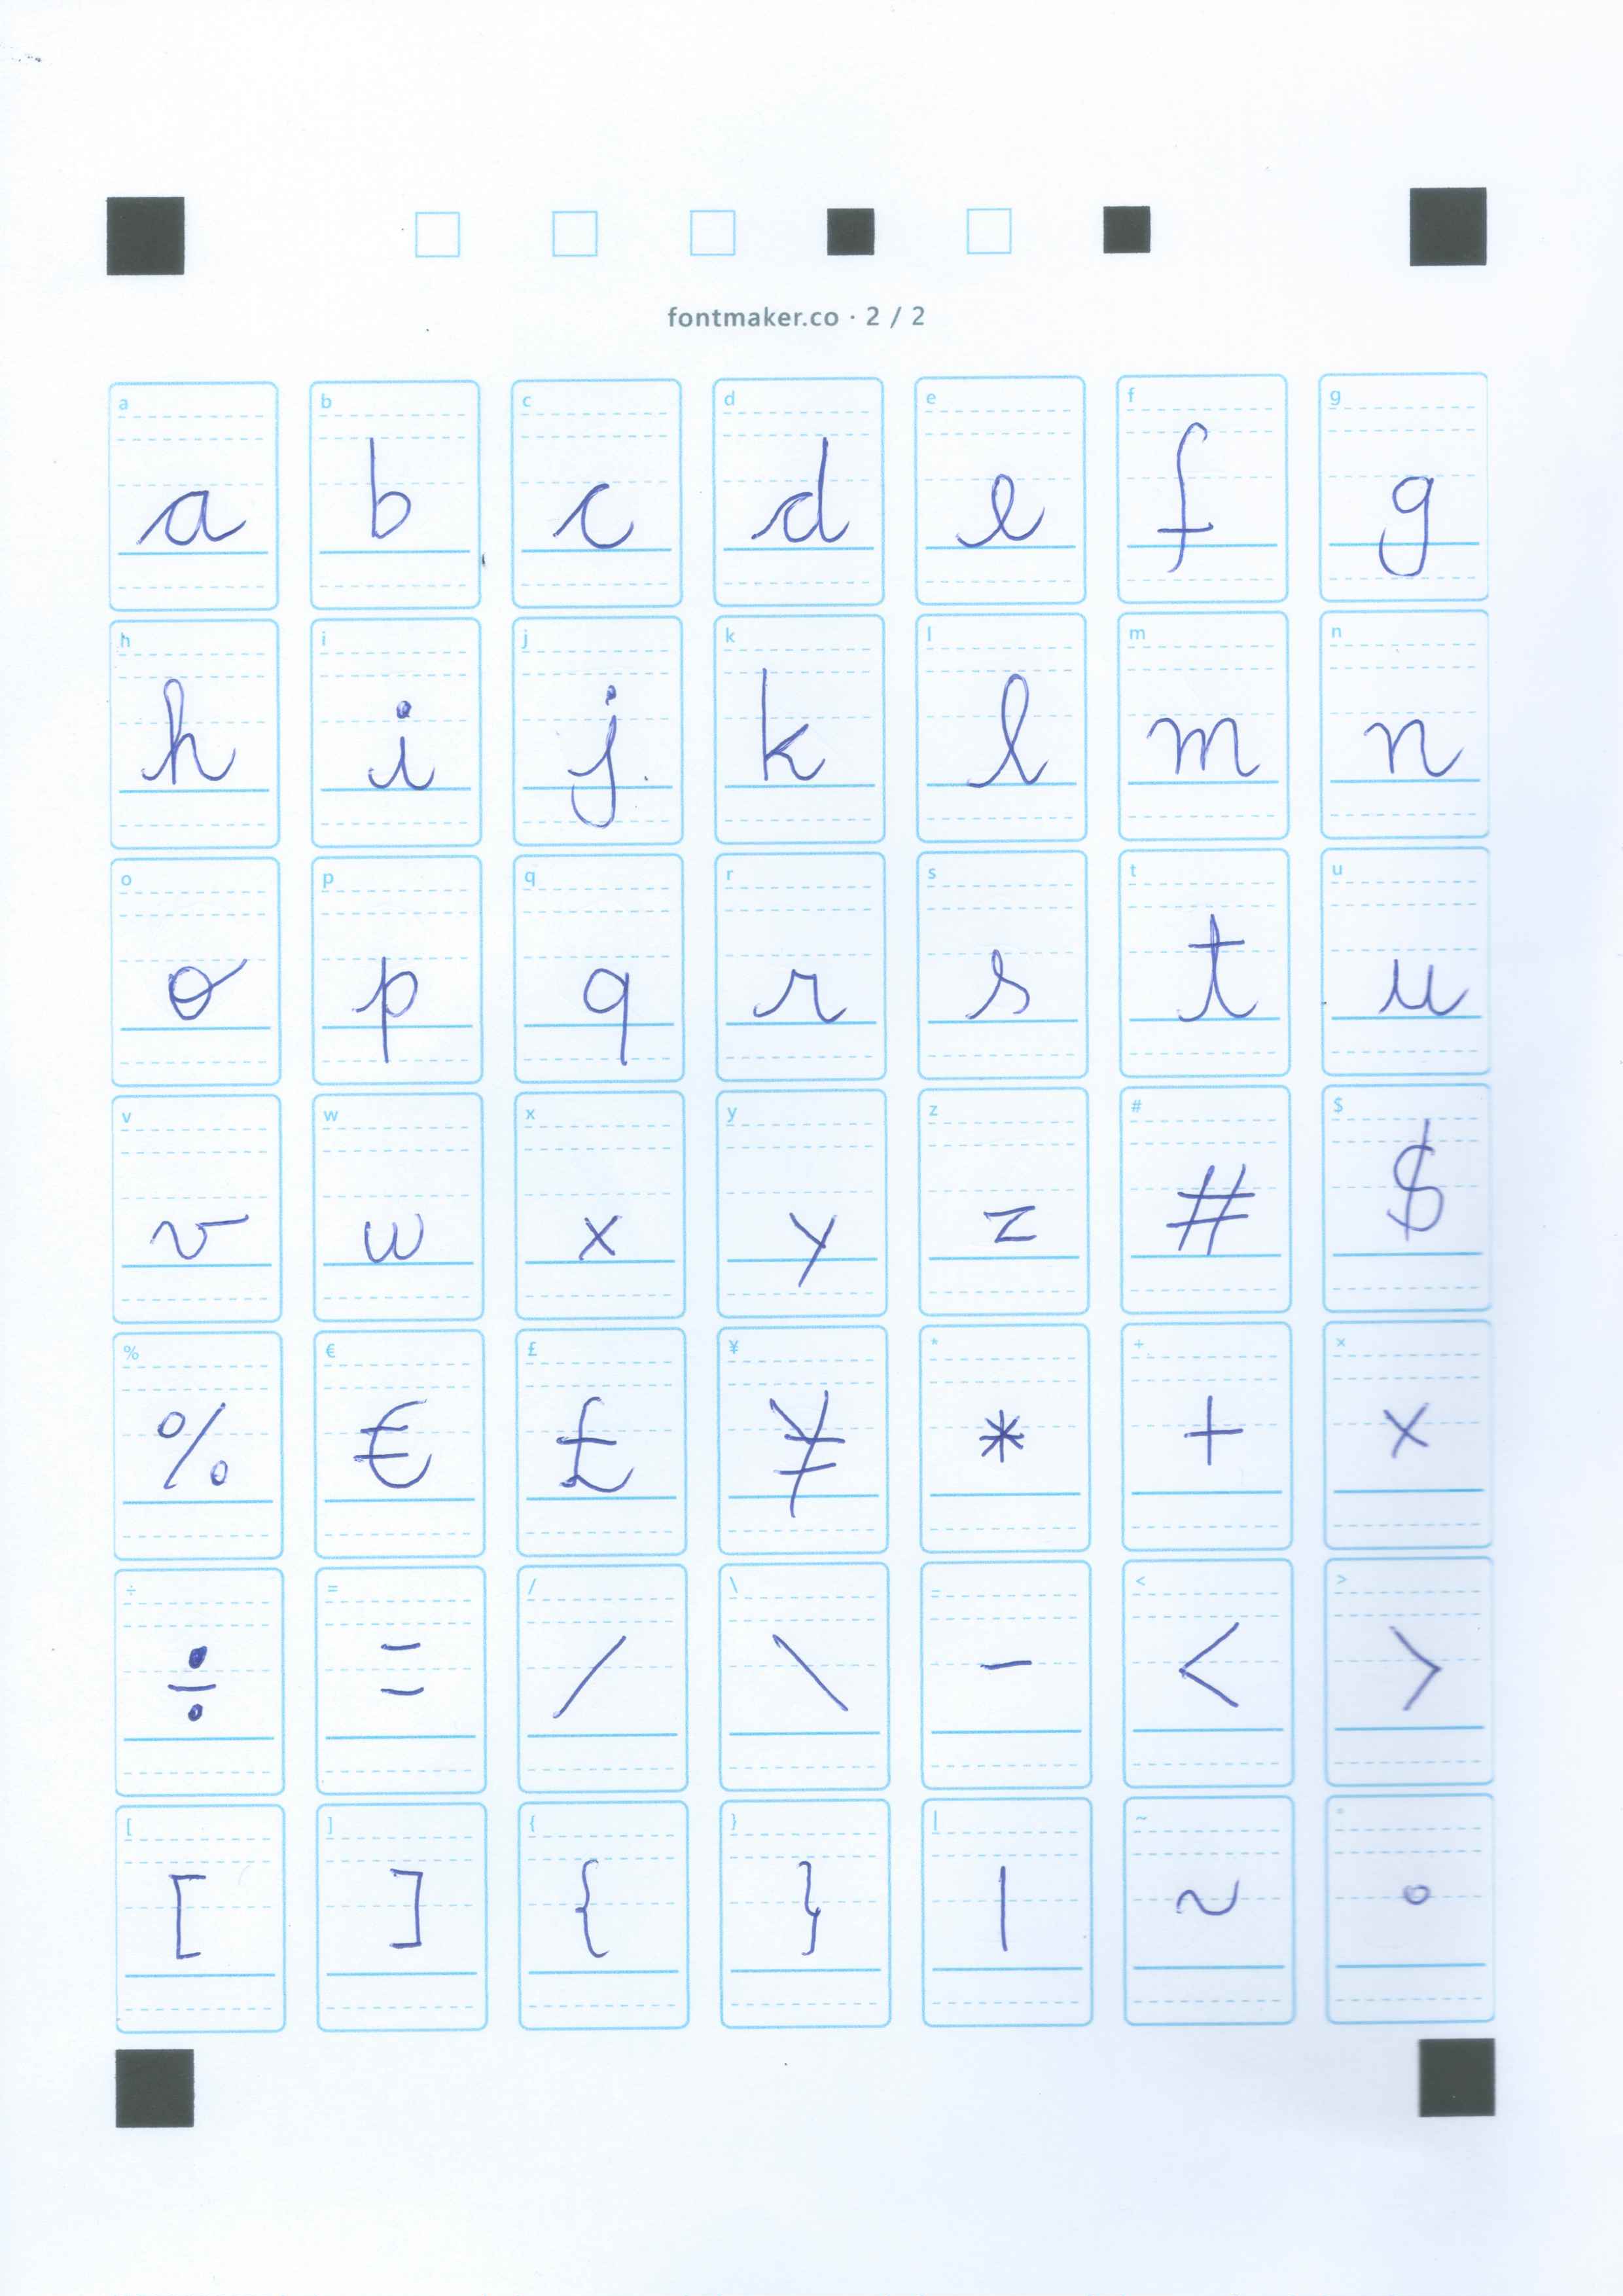 fontmaker.co · 2 / 2
a b c d e f g
a b c d e f g
h i j k l m n
h i j k l m n
o p q r s t u
o p q r s t u
v w x y z # $
v w x y z # $
% € £ ¥ * + ×
% € £ ¥ * + ×
÷ = / \ - < >
÷ = / \ - < >
[ ] { } | ~ °
[ ] { } | ~ °